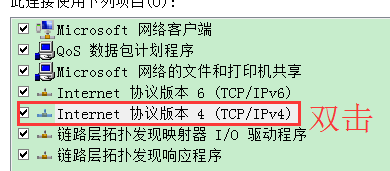 此连接使用下列项目(O):
Microsoft 网络客户端
QoS 数据包计划程序
Microsoft 网络的文件和打印机共享
Internet 协议版本 6 (TCP/IPv6)
Internet 协议版本 4 (TCP/IPv4) 双击
链路层拓扑发现映射器 I/O 驱动程序
链路层拓扑发现响应程序